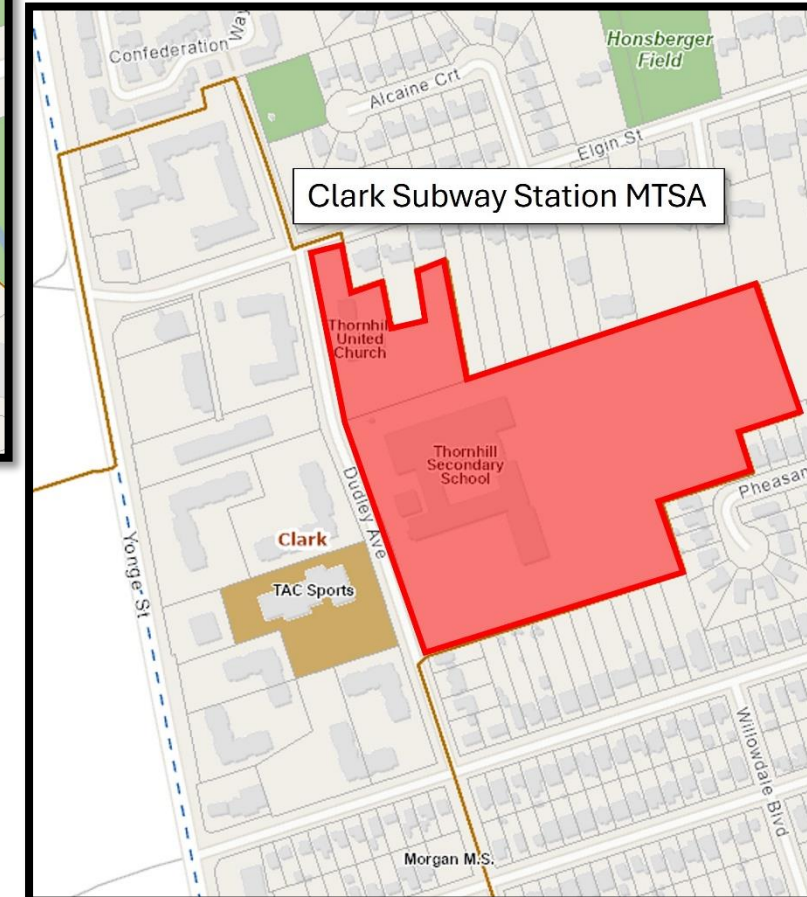 Confederation Way
Honsberger
Field
Alcaine Crt
Elgin St
Clark Subway Station MTSA
Thornhill
United
Church
Thornhill
Secondary
School
Dudley Ave
Clark
TAC Sports
Yonge St
Willowdale Blvd
Morgan M.S.